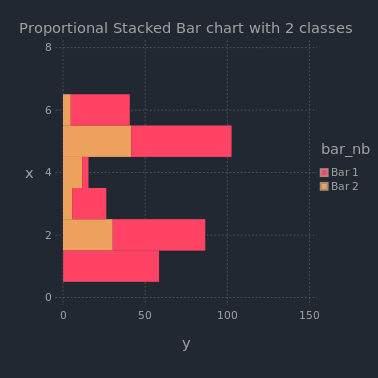 Proportional Stacked Bar chart with 2 classes
8
6
4
2
0
x
0 50 100 150
y
bar_nb
Bar 1
Bar 2